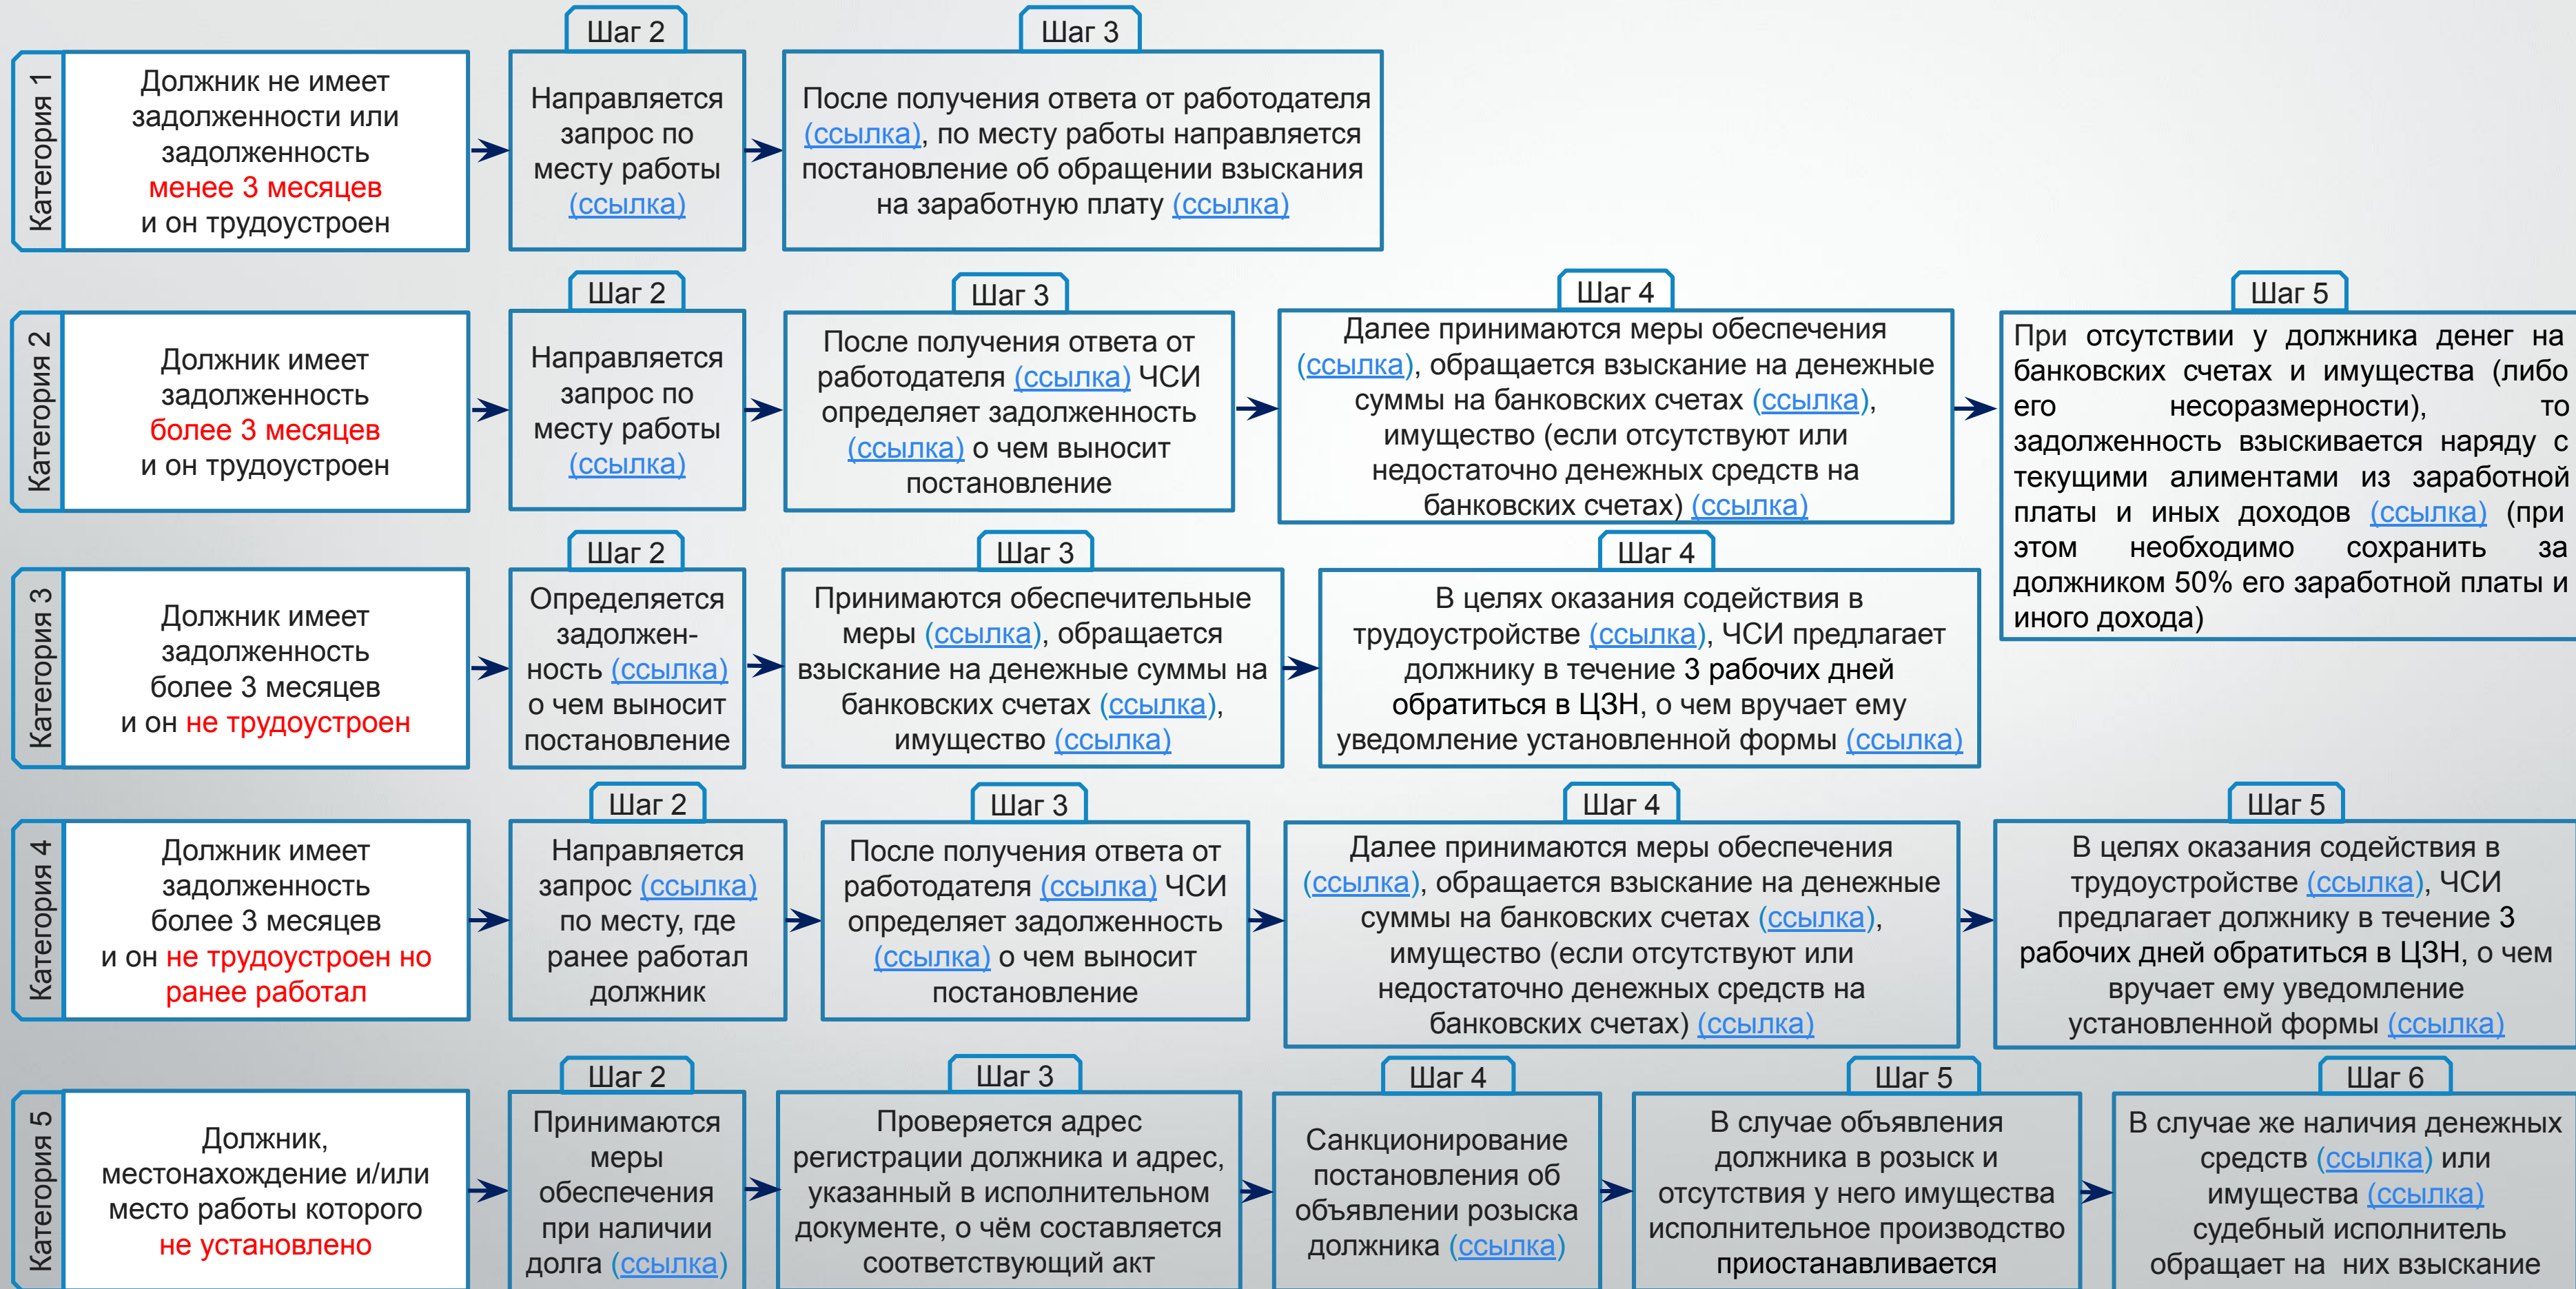 Категория 1
Должник не имеет
задолженности или
задолженность
менее 3 месяцев
и он трудоустроен
Шаг 2
Направляется
запрос по
месту работы
(ссылка)
Шаг 3
После получения ответа от работодателя
(ссылка), по месту работы направляется
постановление об обращении взыскания
на заработную плату (ссылка)
Категория 2
Должник имеет
задолженность
более 3 месяцев
и он трудоустроен
Шаг 2
Направляется
запрос по
месту работы
(ссылка)
Шаг 3
После получения ответа от
работодателя (ссылка) ЧСИ
определяет задолженность
(ссылка) о чем выносит
постановление
Шаг 4
Далее принимаются меры обеспечения
(ссылка), обращается взыскание на денежные
суммы на банковских счетах (ссылка),
имущество (если отсутствуют или
недостаточно денежных средств на
банковских счетах) (ссылка)
Шаг 5
При отсутствии у должника денег на
банковских счетах и имущества (либо
его несоразмерности), то
задолженность взыскивается наряду с
текущими алиментами из заработной
платы и иных доходов (ссылка) (при
этом необходимо сохранить за
должником 50% его заработной платы и
иного дохода)
Категория 3
Должник имеет
задолженность
более 3 месяцев
и он не трудоустроен
Шаг 2
Определяется
задолжен-
ность (ссылка)
о чем выносит
постановление
Шаг 3
Принимаются обеспечительные
меры (ссылка), обращается
взыскание на денежные суммы на
банковских счетах (ссылка),
имущество (ссылка)
Шаг 4
В целях оказания содействия в
трудоустройстве (ссылка), ЧСИ предлагает
должнику в течение 3 рабочих дней
обратиться в ЦЗН, о чем вручает ему
уведомление установленной формы (ссылка)
Категория 4
Должник имеет
задолженность
более 3 месяцев
и он не трудоустроен но
ранее работал
Шаг 2
Направляется
запрос (ссылка)
по месту, где
ранее работал
должник
Шаг 3
После получения ответа от
работодателя (ссылка) ЧСИ
определяет задолженность
(ссылка) о чем выносит
постановление
Шаг 4
Далее принимаются меры обеспечения
(ссылка), обращается взыскание на денежные
суммы на банковских счетах (ссылка),
имущество (если отсутствуют или
недостаточно денежных средств на
банковских счетах) (ссылка)
Шаг 5
В целях оказания содействия в
трудоустройстве (ссылка), ЧСИ
предлагает должнику в течение 3
рабочих дней обратиться в ЦЗН, о чем
вручает ему уведомление
установленной формы (ссылка)
Категория 5
Должник,
местонахождение и/или
место работы которого
не установлено
Шаг 2
Принимаются
меры
обеспечения
при наличии
долга (ссылка)
Шаг 3
Проверяется адрес
регистрации должника и адрес,
указанный в исполнительном
документе, о чём составляется
соответствующий акт
Шаг 4
Санкционирование
постановления об
объявлении розыска
должника (ссылка)
Шаг 5
В случае объявления
должника в розыск и
отсутствия у него имущества
исполнительное производство
приостанавливается
Шаг 6
В случае же наличия денежных
средств (ссылка) или
имущества (ссылка)
судебный исполнитель
обращает на них взыскание